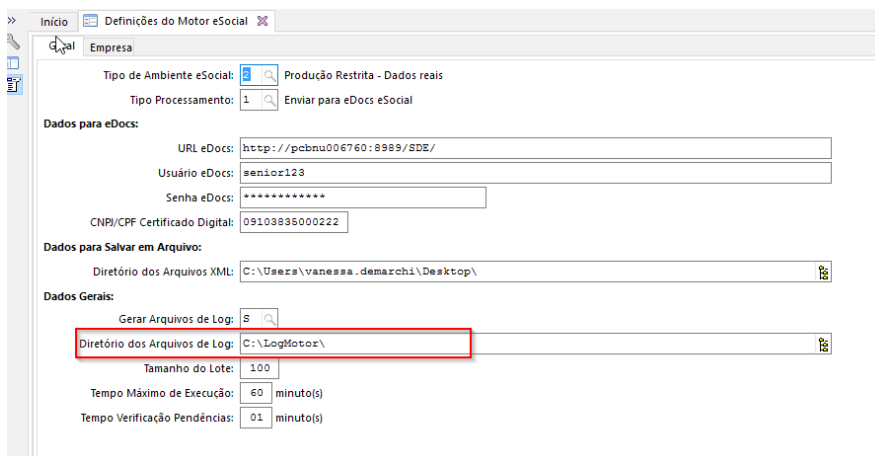 Início Definições do Motor eSocial
Geral Empresa
Tipo de Ambiente eSocial: 2 Produção Restrita - Dados reais
Tipo Processamento: 1 Enviar para eDocs eSocial
Dados para eDocs:
URL eDocs: http://pcbnu006760:8989/SDE/
Usuário eDocs: senior123
Senha eDocs: ************
CNPJ/CPF Certificado Digital: 09103835000222
Dados para Salvar em Arquivo:
Diretório dos Arquivos XML: C:\Users\vanessa.demarchi\Desktop\
Dados Gerais:
Gerar Arquivos de Log: S
Diretório dos Arquivos de Log: C:\LogMotor\
Tamanho do Lote: 100
Tempo Máximo de Execução: 60 minuto(s)
Tempo Verificação Pendências: 01 minuto(s)